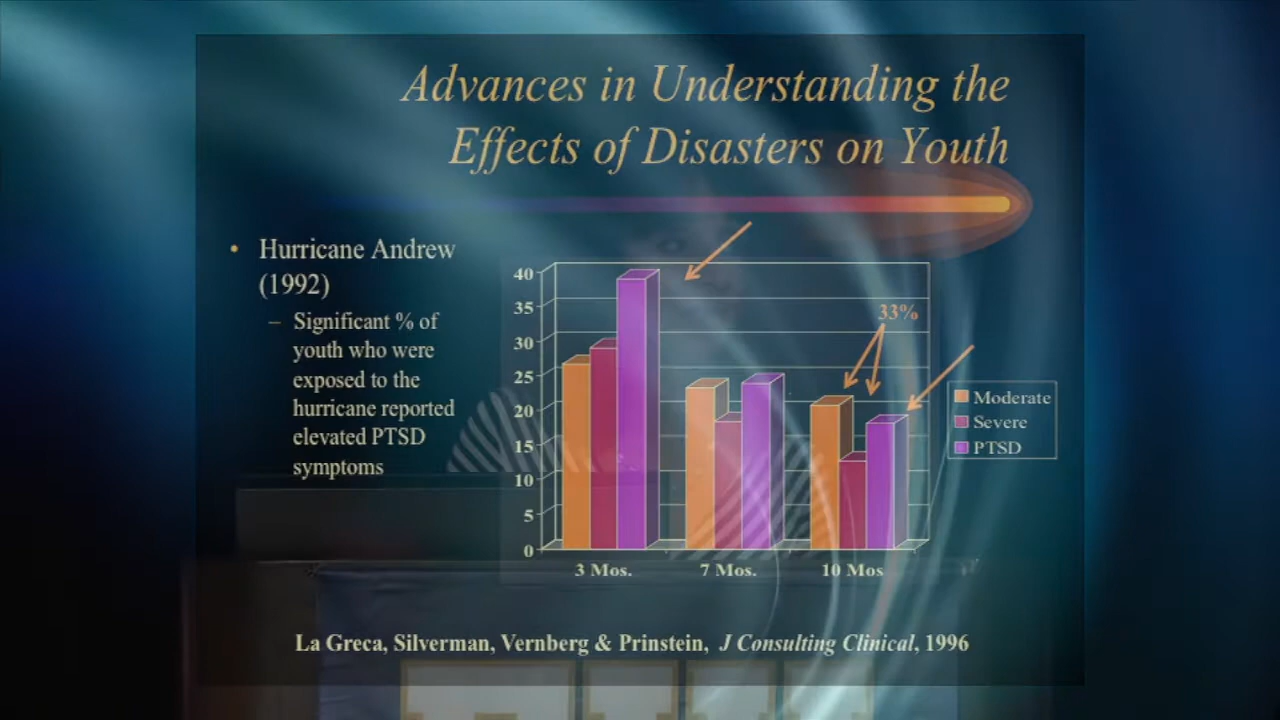 Advances in Understanding the
Effects of Disasters on Youth
• Hurricane Andrew
(1992)
– Significant % of
youth who were
exposed to the
hurricane reported
elevated PTSD
symptoms
40
35
30
25
20
15
10
5
0
33%
3 Mos.
7 Mos.
10 Mos
Moderate
Severe
PTSD
La Greca, Silverman, Vernberg & Prinstein, J Consulting Clinical, 1996